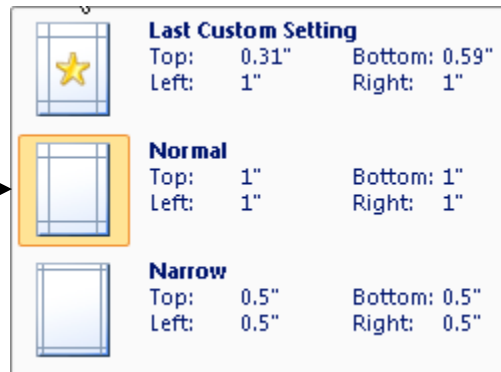 Last Custom Setting
Top: 0.31" Bottom: 0.59"
Left: 1" Right: 1"
Normal
Top: 1" Bottom: 1"
Left: 1" Right: 1"
Narrow
Top: 0.5" Bottom: 0.5"
Left: 0.5" Right: 0.5"